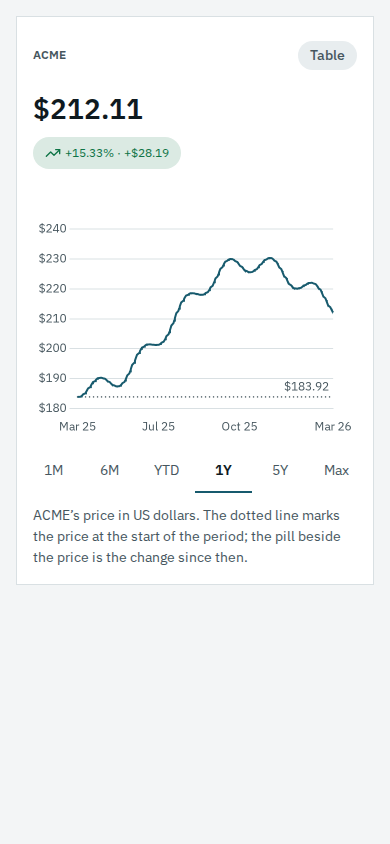 ACME
Table
$212.11
+15.33% · +$28.19
$240
$230
$220
$210
$200
$190
$183.92
$180
Mar 25 Jul 25 Oct 25 Mar 26
1M 6M YTD 1Y 5Y Max
ACME’s price in US dollars. The dotted line marks
the price at the start of the period; the pill beside
the price is the change since then.